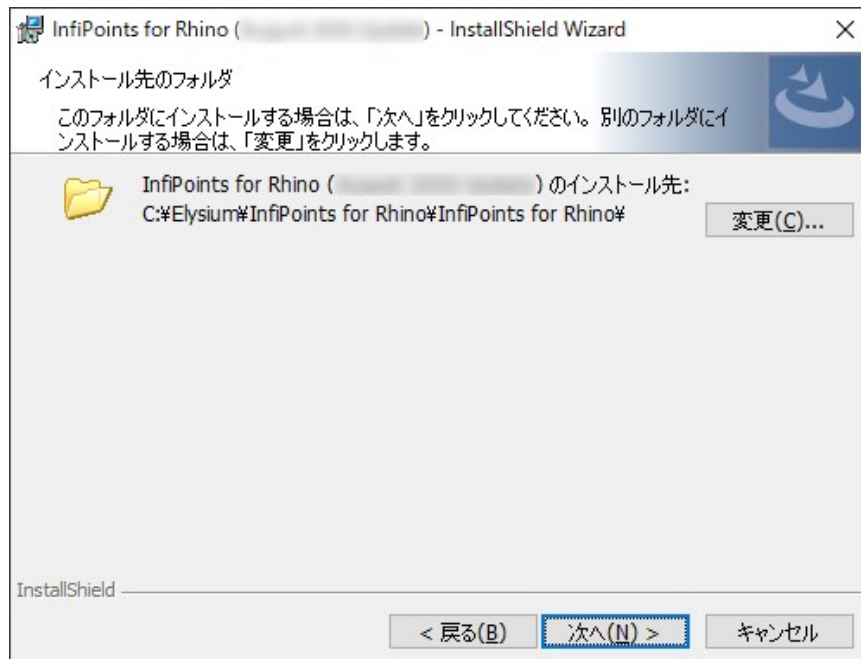 InfiPoints for Rhino ( ) - InstallShield Wizard
インストール先のフォルダ
このフォルダにインストールする場合は、「次へ」をクリックしてください。別のフォルダにイ
ンストールする場合は、「変更」をクリックします。
InfiPoints for Rhino ( ) のインストール先:
C:¥Elysium¥InfiPoints for Rhino¥InfiPoints for Rhino¥
変更(C)...
InstallShield
< 戻る(B)
次へ(N) >
キャンセル